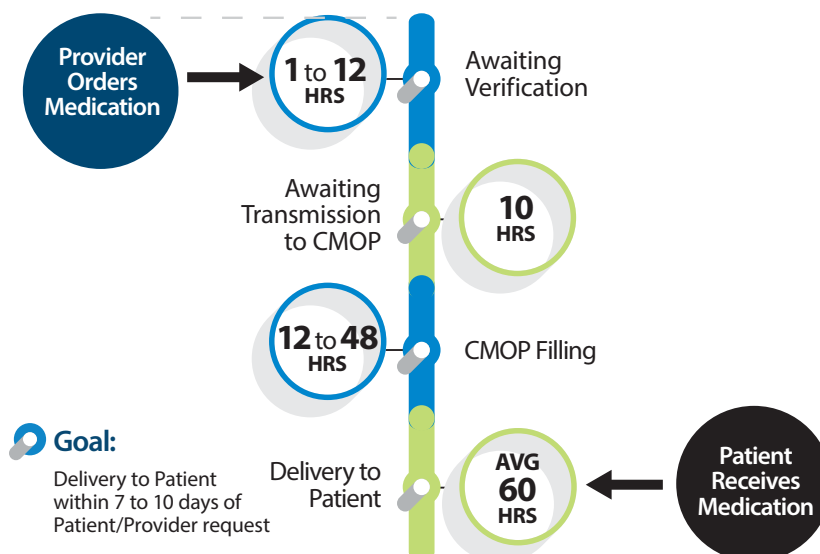 Provider
Orders
Medication
1 to 12
HRS
Awaiting
Verification
Awaiting
Transmission
to CMOP
10
HRS
12 to 48
HRS
CMOP Filling
Goal:
Delivery to Patient
within 7 to 10 days of
Patient/Provider request
Delivery to
Patient
AVG
60
HRS
Patient
Receives
Medication